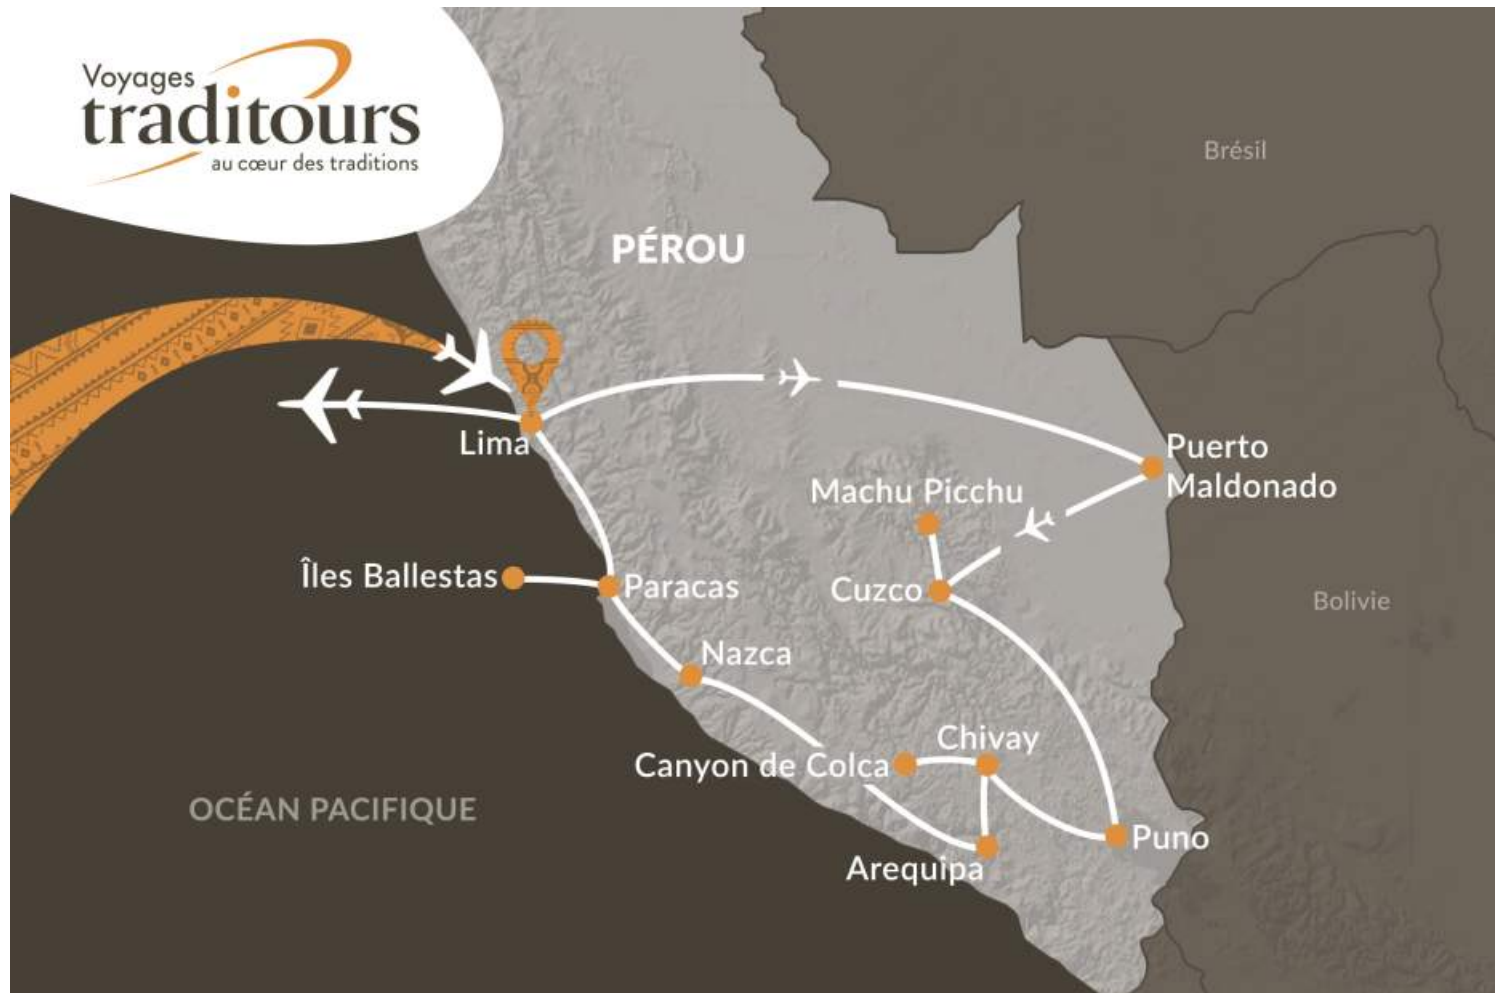 Voyages
traditours
au cœur des traditions
Brésil
PÉROU
Lima
Puerto
Maldonado
Machu Picchu
Îles Ballestas
Paracas
Cuzco
Bolivie
Nazca
Chivay
Canyon de Colca
OCÉAN PACIFIQUE
Puno
Arequipa